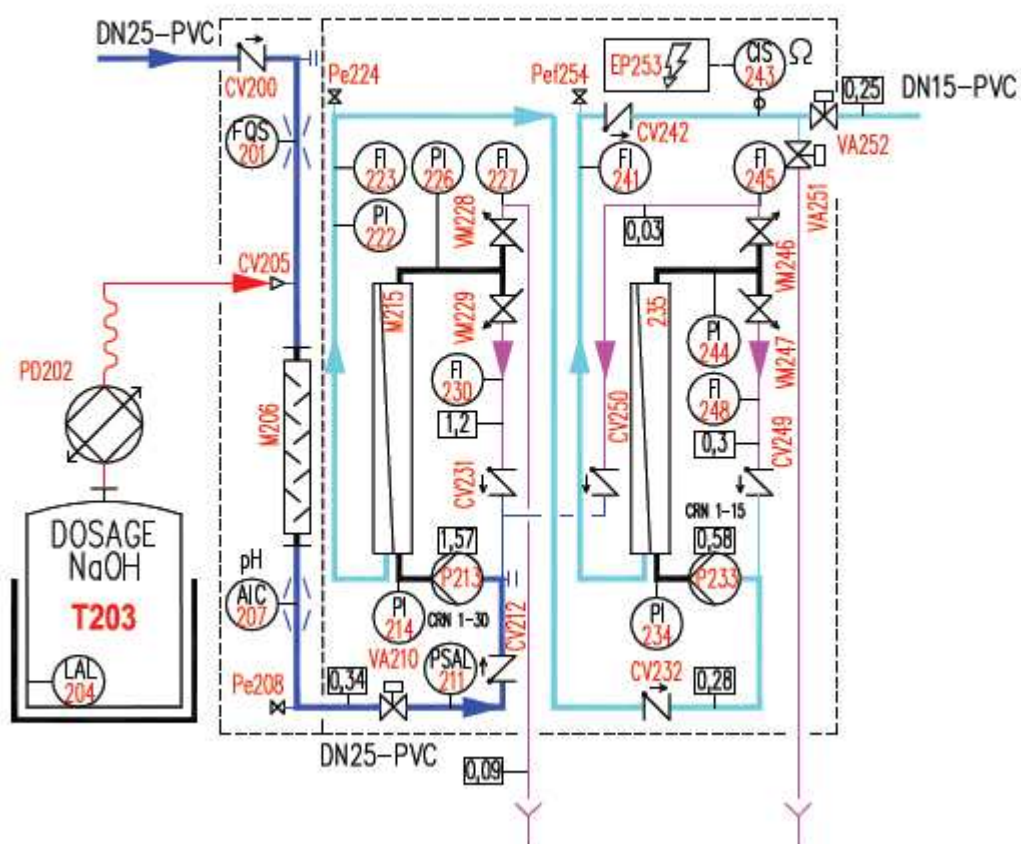 DN25-PVC
CV200
FQS
201
CV205
PD202
M206
DOSAGE
NaOH
T203
LAL
204
pH
AIC
207
Pe208
DN25-PVC
Pe224
FI
223
PI
226
FI
227
PI
222
VM228
M215
VM229
FI
230
1,2
CV231
1,57
P213
PI
214
CRN 1-30
CV212
VA210
PSAL
211
0,34
0,09
Pef254
EP253
CIS
243
Ω
0,25
DN15-PVC
CV242
VA252
FI
241
FI
245
VA251
0,03
VM246
235
PI
244
VM247
FI
248
CV250
0,3
CV249
CRN 1-15
0,58
P233
PI
234
CV232
0,28